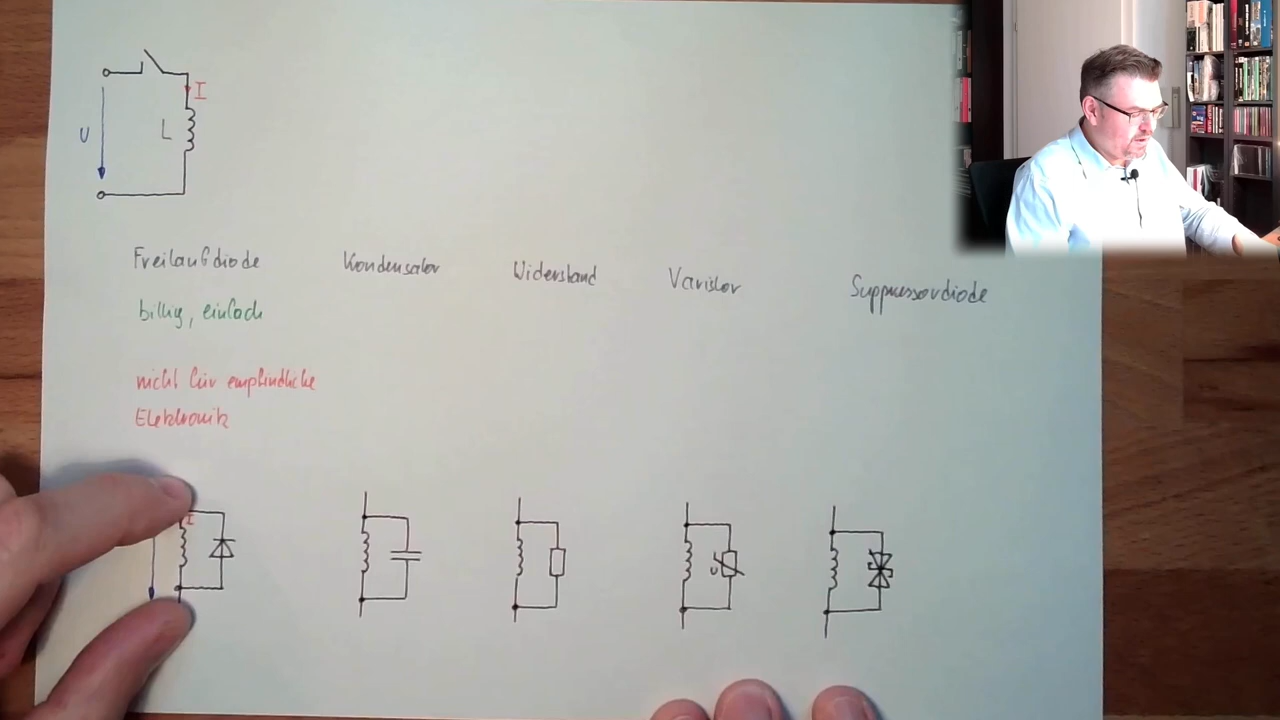 I
U
L
Freilaufdiode
Kondensator
Widerstand
Varistor
Suppressordiode
billig, einfach
nicht für empfindliche
Elektronik
I
U